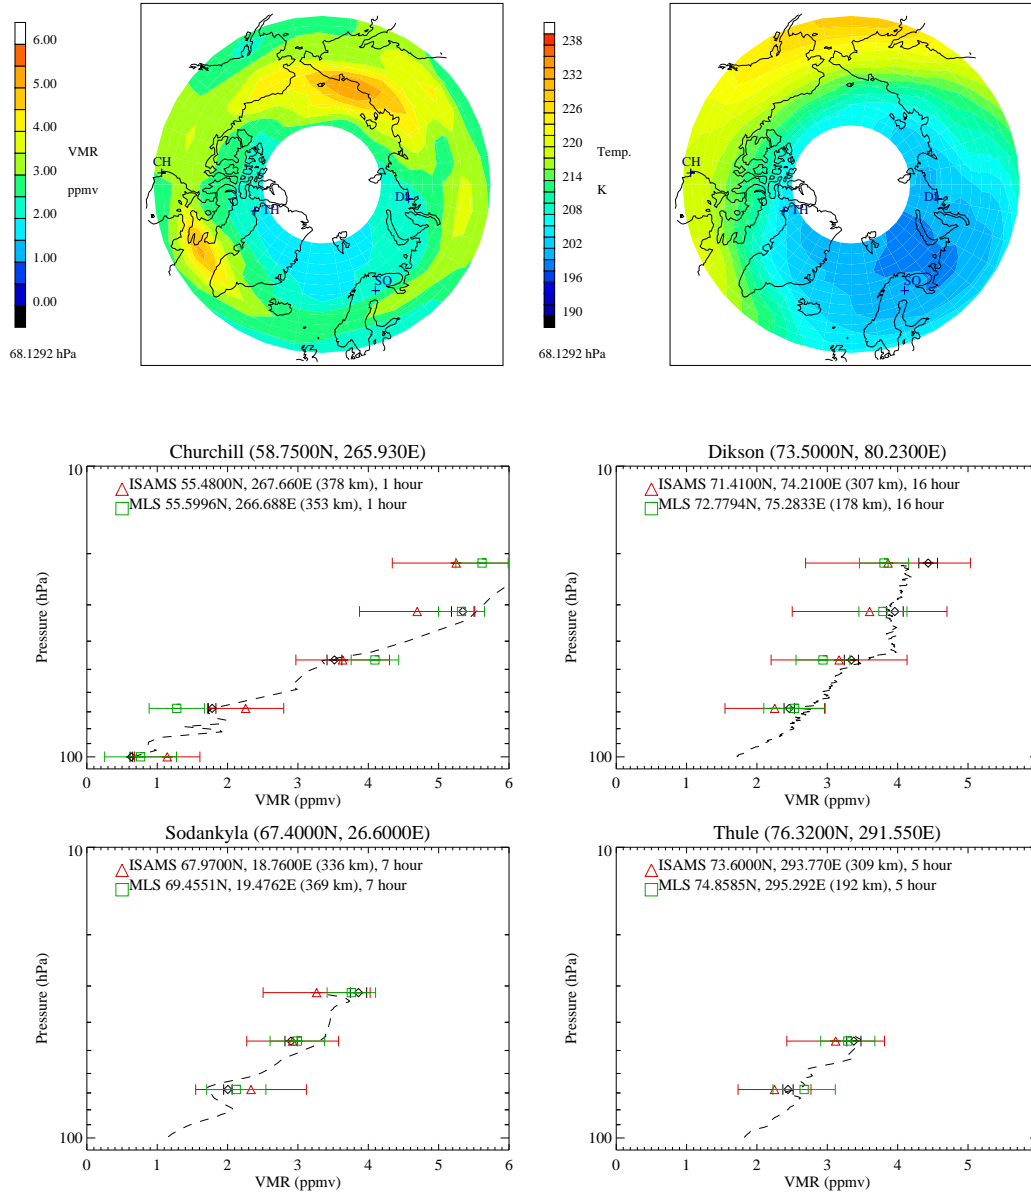 6.00
5.00
4.00
VMR
3.00
ppmv
2.00
1.00
0.00
68.1292 hPa
CH
TH
DI
SO
238
232
226
Temp.
220
K
214
208
202
196
190
68.1292 hPa
CH
TH
DI
SO
Churchill (58.7500N, 265.930E)
ISAMS 55.4800N, 267.660E (378 km), 1 hour
MLS 55.5996N, 266.688E (353 km), 1 hour
Pressure (hPa)
10
100
0 1 2 3 4 5 6
VMR (ppmv)
Dikson (73.5000N, 80.2300E)
ISAMS 71.4100N, 74.2100E (307 km), 16 hour
MLS 72.7794N, 75.2833E (178 km), 16 hour
Pressure (hPa)
10
100
0 1 2 3 4 5
VMR (ppmv)
Sodankyla (67.4000N, 26.6000E)
ISAMS 67.9700N, 18.7600E (336 km), 7 hour
MLS 69.4551N, 19.4762E (369 km), 7 hour
Pressure (hPa)
10
100
0 1 2 3 4 5 6
VMR (ppmv)
Thule (76.3200N, 291.550E)
ISAMS 73.6000N, 293.770E (309 km), 5 hour
MLS 74.8585N, 295.292E (192 km), 5 hour
Pressure (hPa)
10
100
0 1 2 3 4 5
VMR (ppmv)